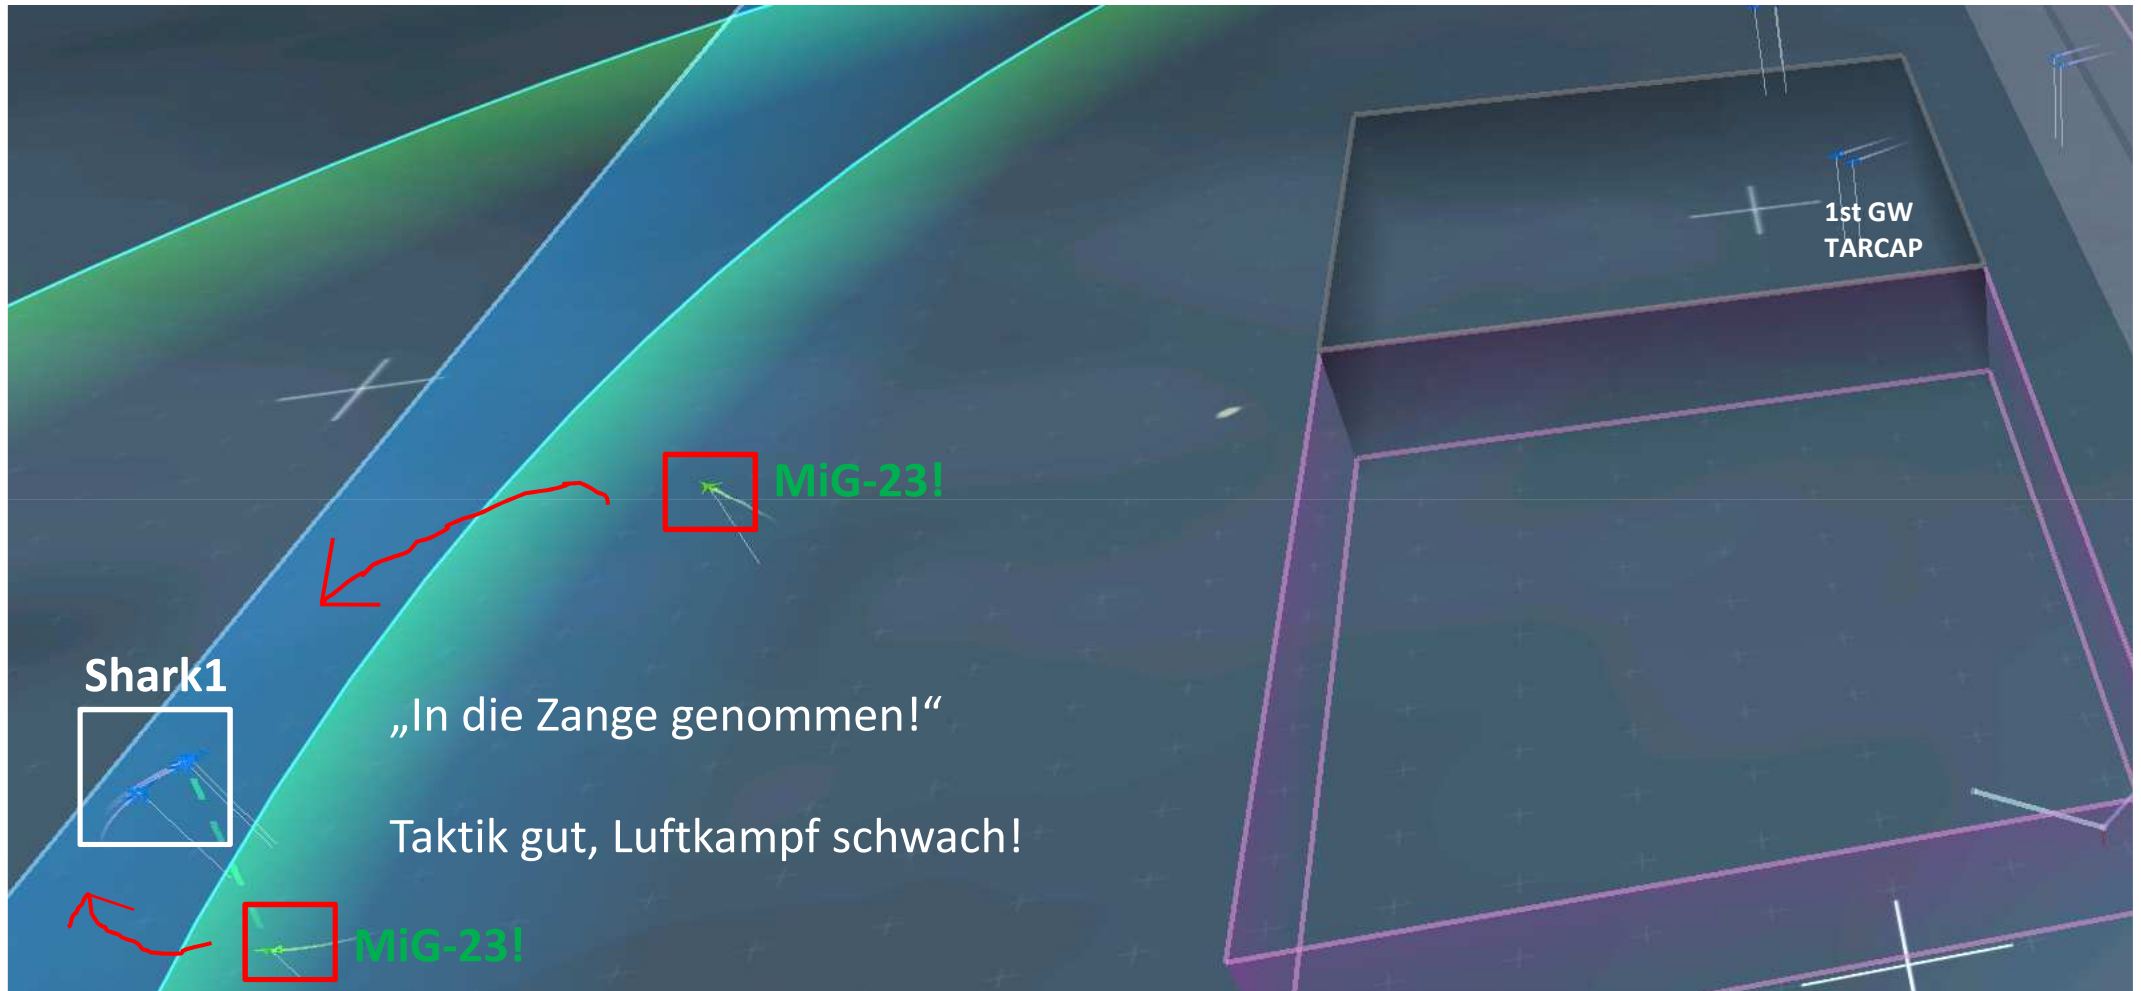 1st GW
TARCAP
MiG-23!
Shark1
„In die Zange genommen!“
Taktik gut, Luftkampf schwach!
MiG-23!